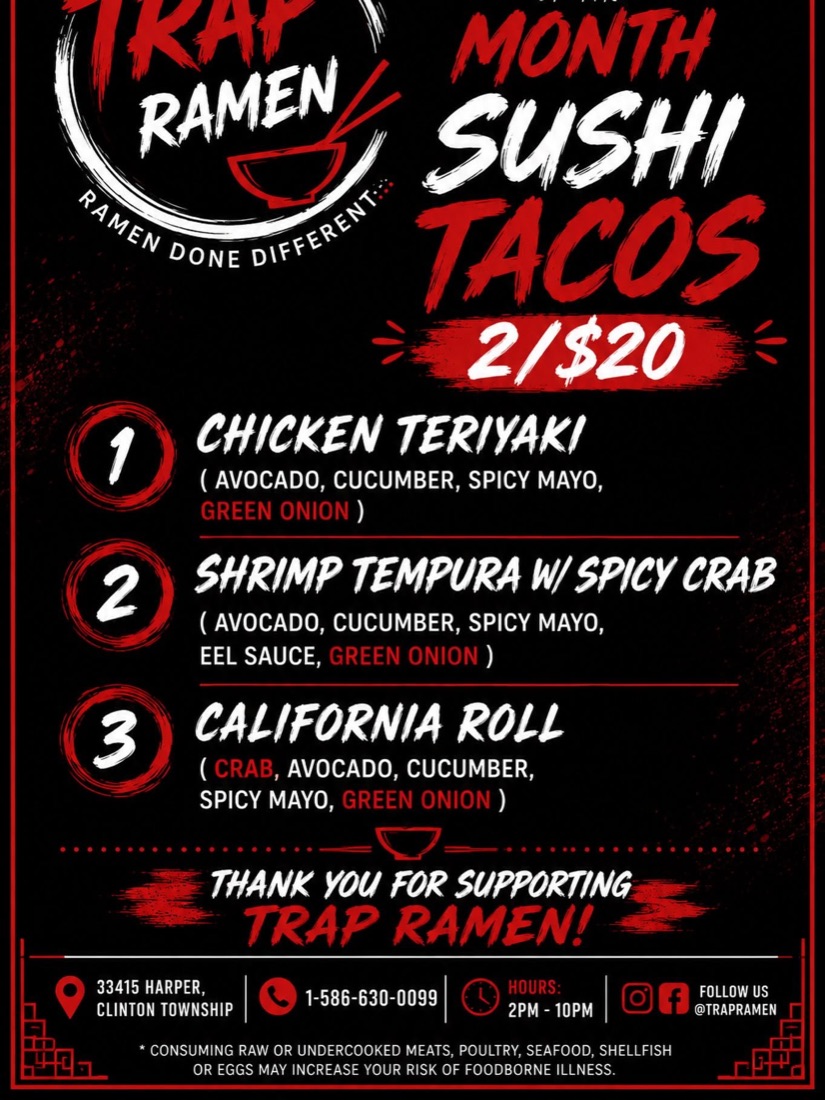 TRAP
RAMEN
RAMEN DONE DIFFERENT...
MONTH
SUSHI
TACOS
2/$20
1
CHICKEN TERIYAKI
( AVOCADO, CUCUMBER, SPICY MAYO,
GREEN ONION )
2
SHRIMP TEMPURA W/ SPICY CRAB
( AVOCADO, CUCUMBER, SPICY MAYO,
EEL SAUCE, GREEN ONION )
3
CALIFORNIA ROLL
( CRAB, AVOCADO, CUCUMBER,
SPICY MAYO, GREEN ONION )
THANK YOU FOR SUPPORTING
TRAP RAMEN!
33415 HARPER,
CLINTON TOWNSHIP
1-586-630-0099
HOURS:
2PM - 10PM
FOLLOW US
@TRAPRAMEN
* CONSUMING RAW OR UNDERCOOKED MEATS, POULTRY, SEAFOOD, SHELLFISH
OR EGGS MAY INCREASE YOUR RISK OF FOODBORNE ILLNESS.